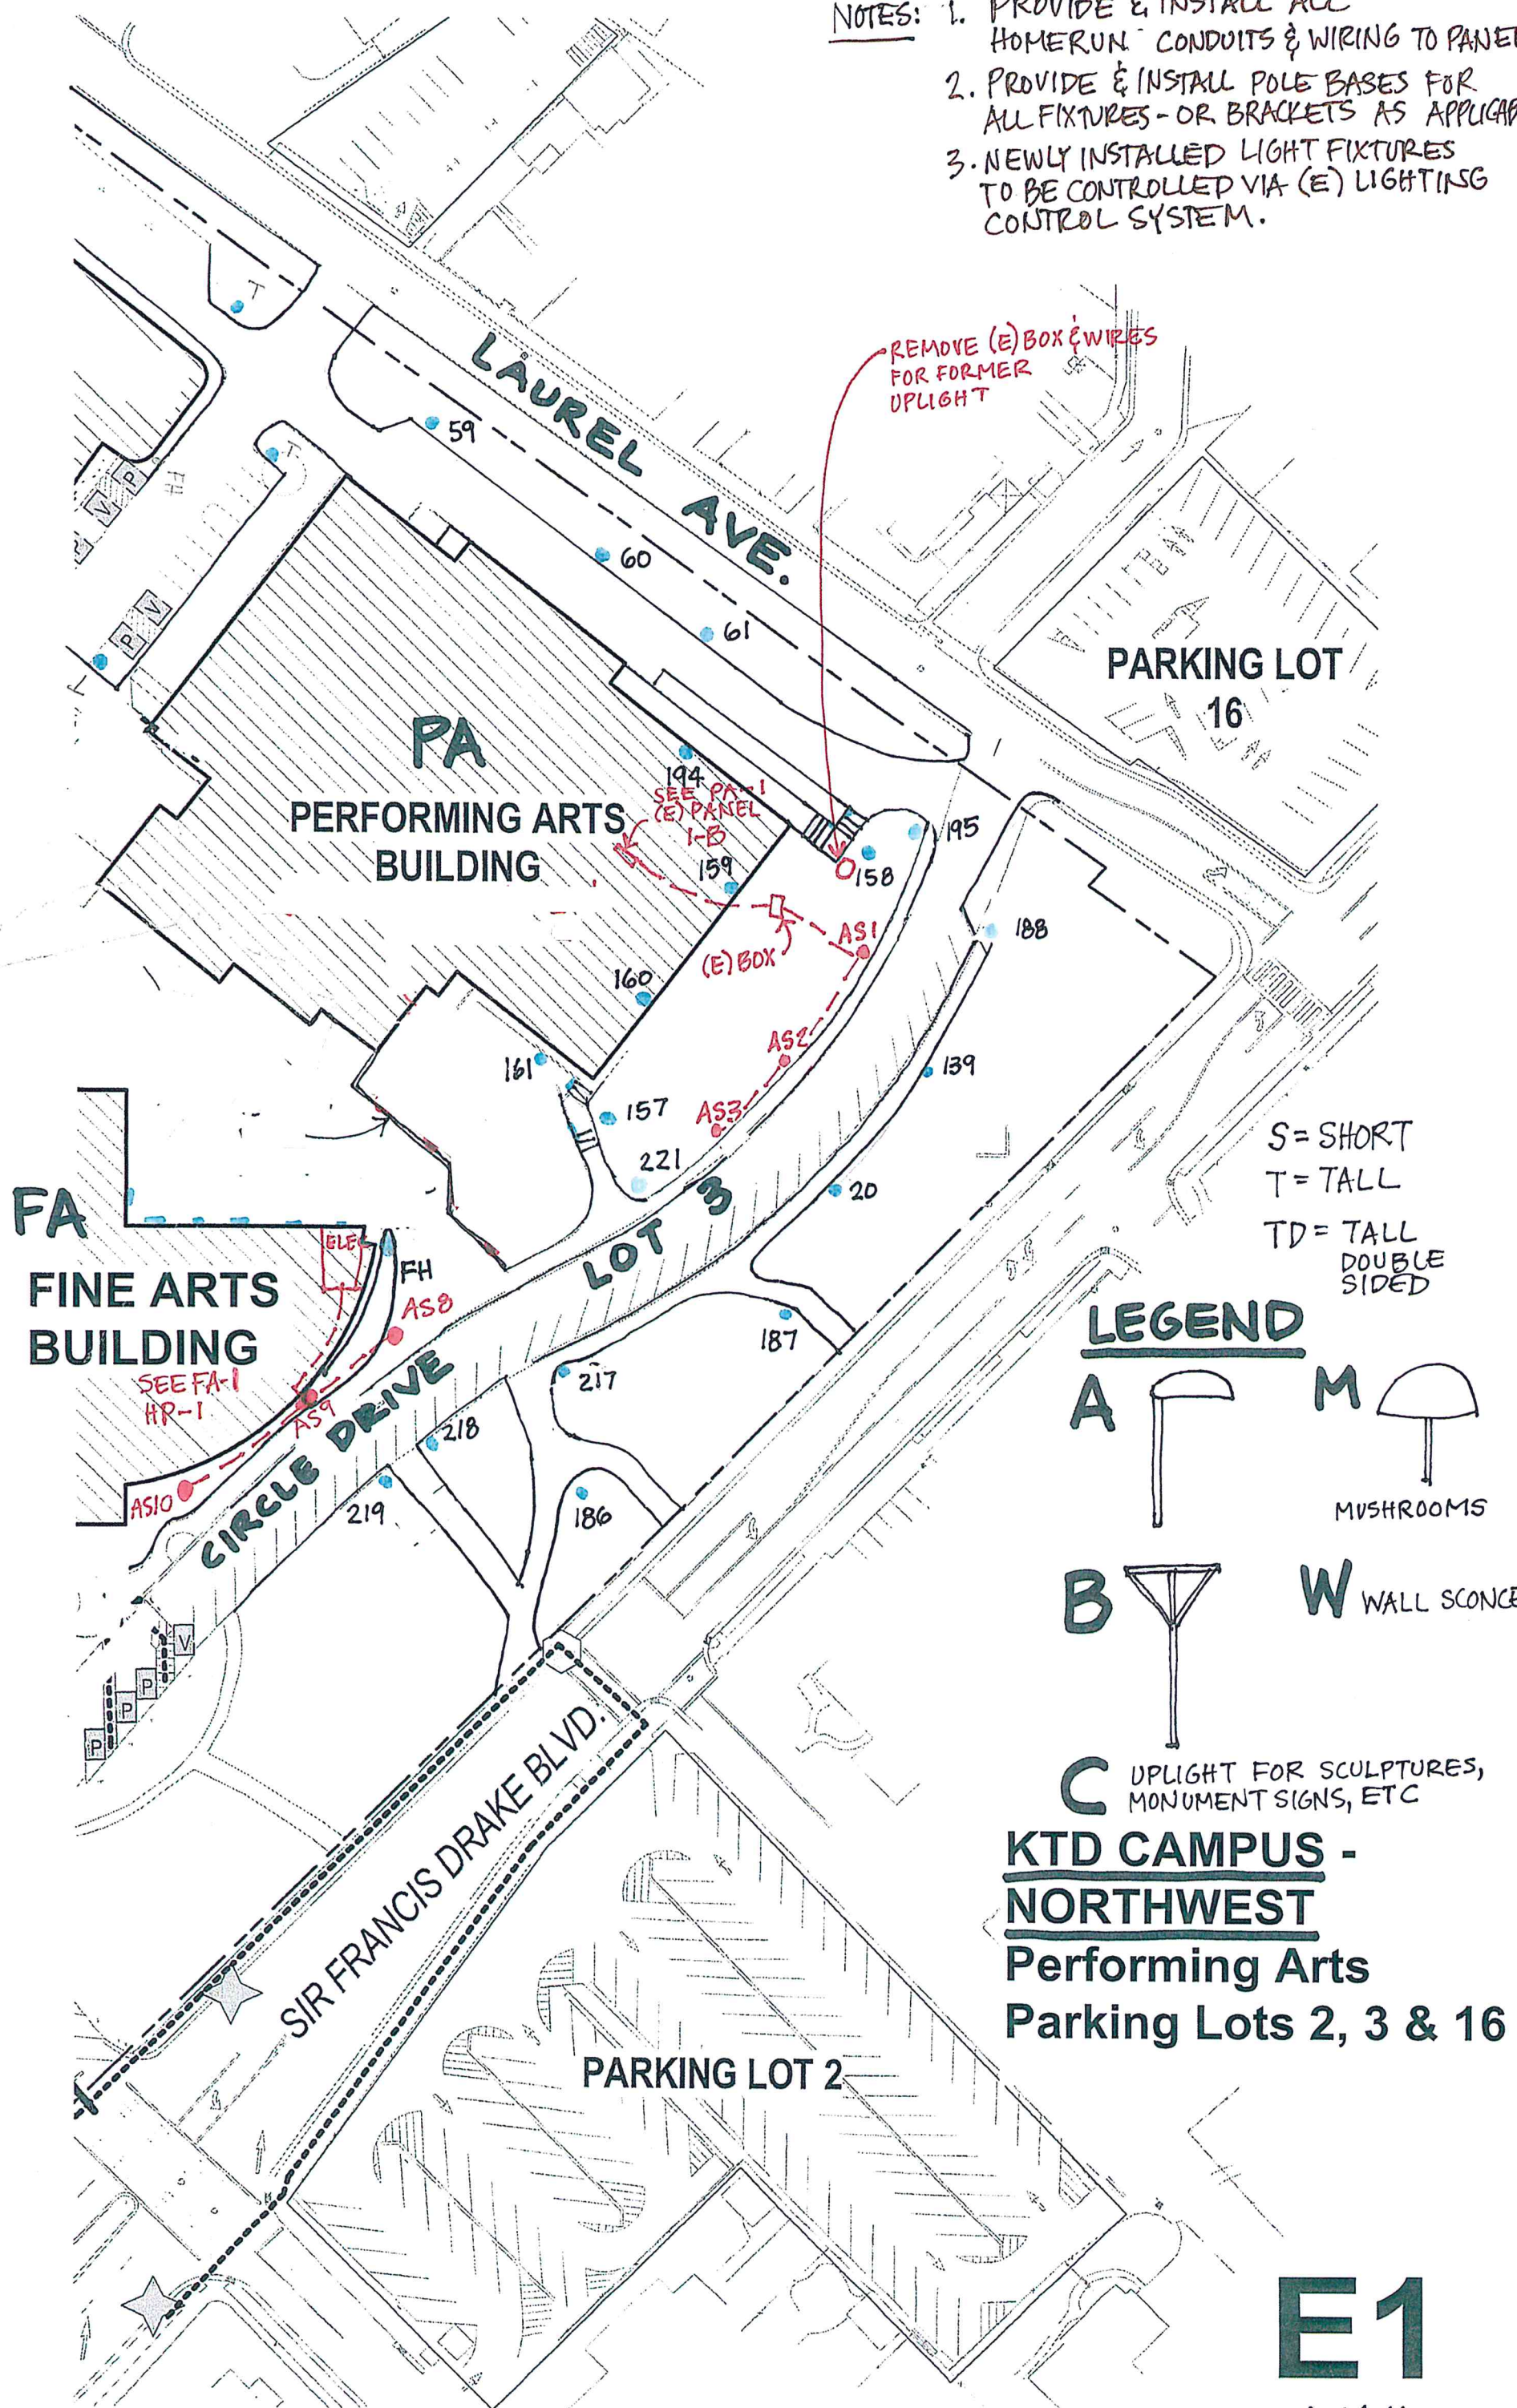 NOTES: 1. PROVIDE & INSTALL ALL
HOMERUN CONDUITS & WIRING TO PANEL
2. PROVIDE & INSTALL POLE BASES FOR
ALL FIXTURES - OR BRACKETS AS
3. NEWLY INSTALLED LIGHT FIXTURES
TO BE CONTROLLED VIA (E) LIGHTING
CONTROL SYSTEM.
T
REMOVE (E) BOX & WIRES
FOR FORMER
UPLIGHT
LAUREL AVE.
59
T
P
V
FH
60
61
V
P
PARKING LOT
16
PA
PERFORMING ARTS
BUILDING
194
SEE PA-1
(E) PANEL
1-B
195
159
158
AS1
188
(E) BOX
160
AS2
161
139
157
AS3
221
20
S = SHORT
T = TALL
TD = TALL
DOUBLE
SIDED
FA
FINE ARTS
BUILDING
ELEC
FH
AS8
SEE FA-1
HP-1
AS9
AS10
LOT 3
CIRCLE DRIVE
187
217
218
219
186
LEGEND
A
M
MUSHROOMS
B
W WALL SCONCE
C UPLIGHT FOR SCULPTURES,
MONUMENT SIGNS, ETC
V
P
P
P
SIR FRANCIS DRAKE BLVD.
KTD CAMPUS -
NORTHWEST
Performing Arts
Parking Lots 2, 3 & 16
PARKING LOT 2
E1